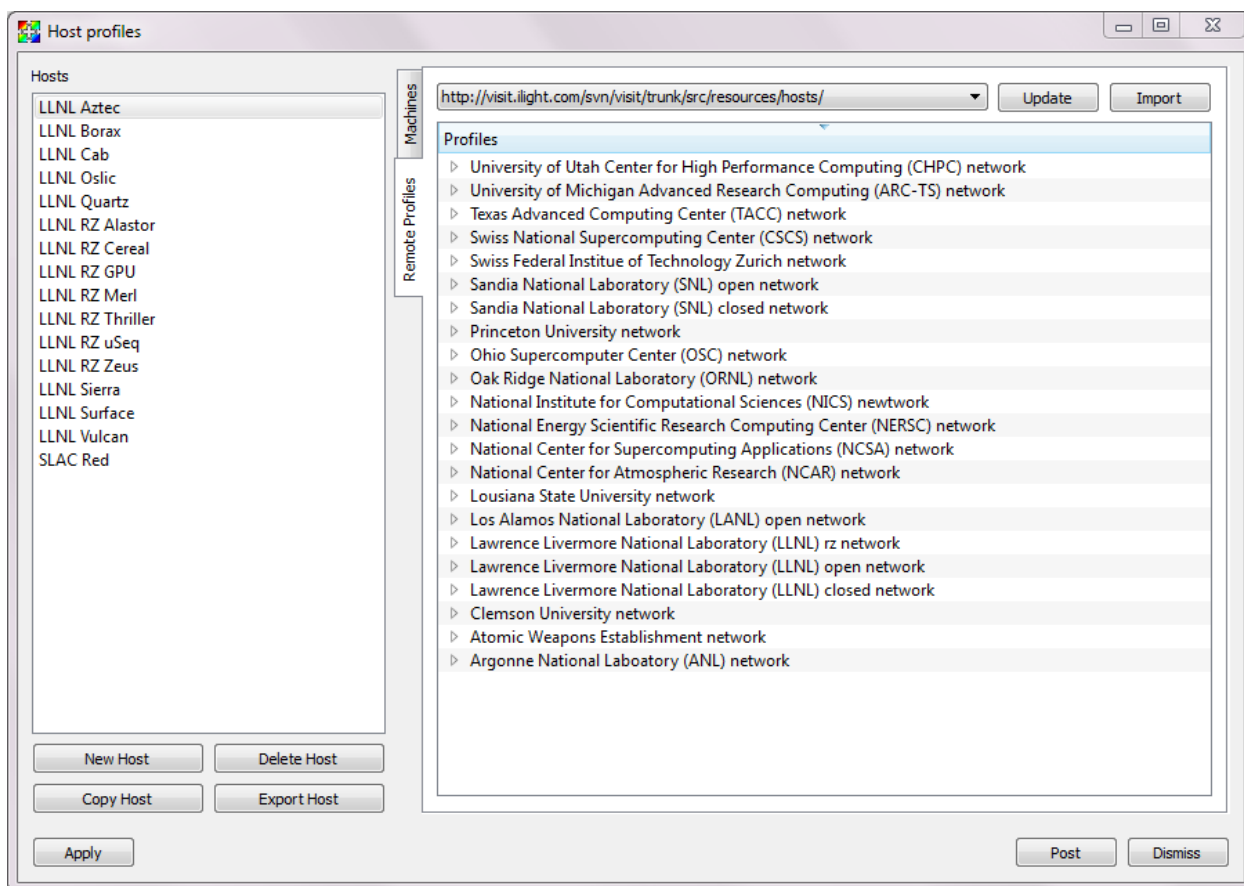 Host profiles
Hosts
LLNL Aztec
LLNL Borax
LLNL Cab
LLNL Oslic
LLNL Quartz
LLNL RZ Alastor
LLNL RZ Cereal
LLNL RZ GPU
LLNL RZ Merl
LLNL RZ Thriller
LLNL RZ uSeq
LLNL RZ Zeus
LLNL Sierra
LLNL Surface
LLNL Vulcan
SLAC Red
New Host
Delete Host
Copy Host
Export Host
Machines
Remote Profiles
http://visit.ilight.com/svn/visit/trunk/src/resources/hosts/
Update
Import
Profiles
University of Utah Center for High Performance Computing (CHPC) network
University of Michigan Advanced Research Computing (ARC-TS) network
Texas Advanced Computing Center (TACC) network
Swiss National Supercomputing Center (CSCS) network
Swiss Federal Institue of Technology Zurich network
Sandia National Laboratory (SNL) open network
Sandia National Laboratory (SNL) closed network
Princeton University network
Ohio Supercomputer Center (OSC) network
Oak Ridge National Laboratory (ORNL) network
National Institute for Computational Sciences (NICS) newtwork
National Energy Scientific Research Computing Center (NERSC) network
National Center for Supercomputing Applications (NCSA) network
National Center for Atmospheric Research (NCAR) network
Lousiana State University network
Los Alamos National Laboratory (LANL) open network
Lawrence Livermore National Laboratory (LLNL) rz network
Lawrence Livermore National Laboratory (LLNL) open network
Lawrence Livermore National Laboratory (LLNL) closed network
Clemson University network
Atomic Weapons Establishment network
Argonne National Laboatory (ANL) network
Apply
Post
Dismiss